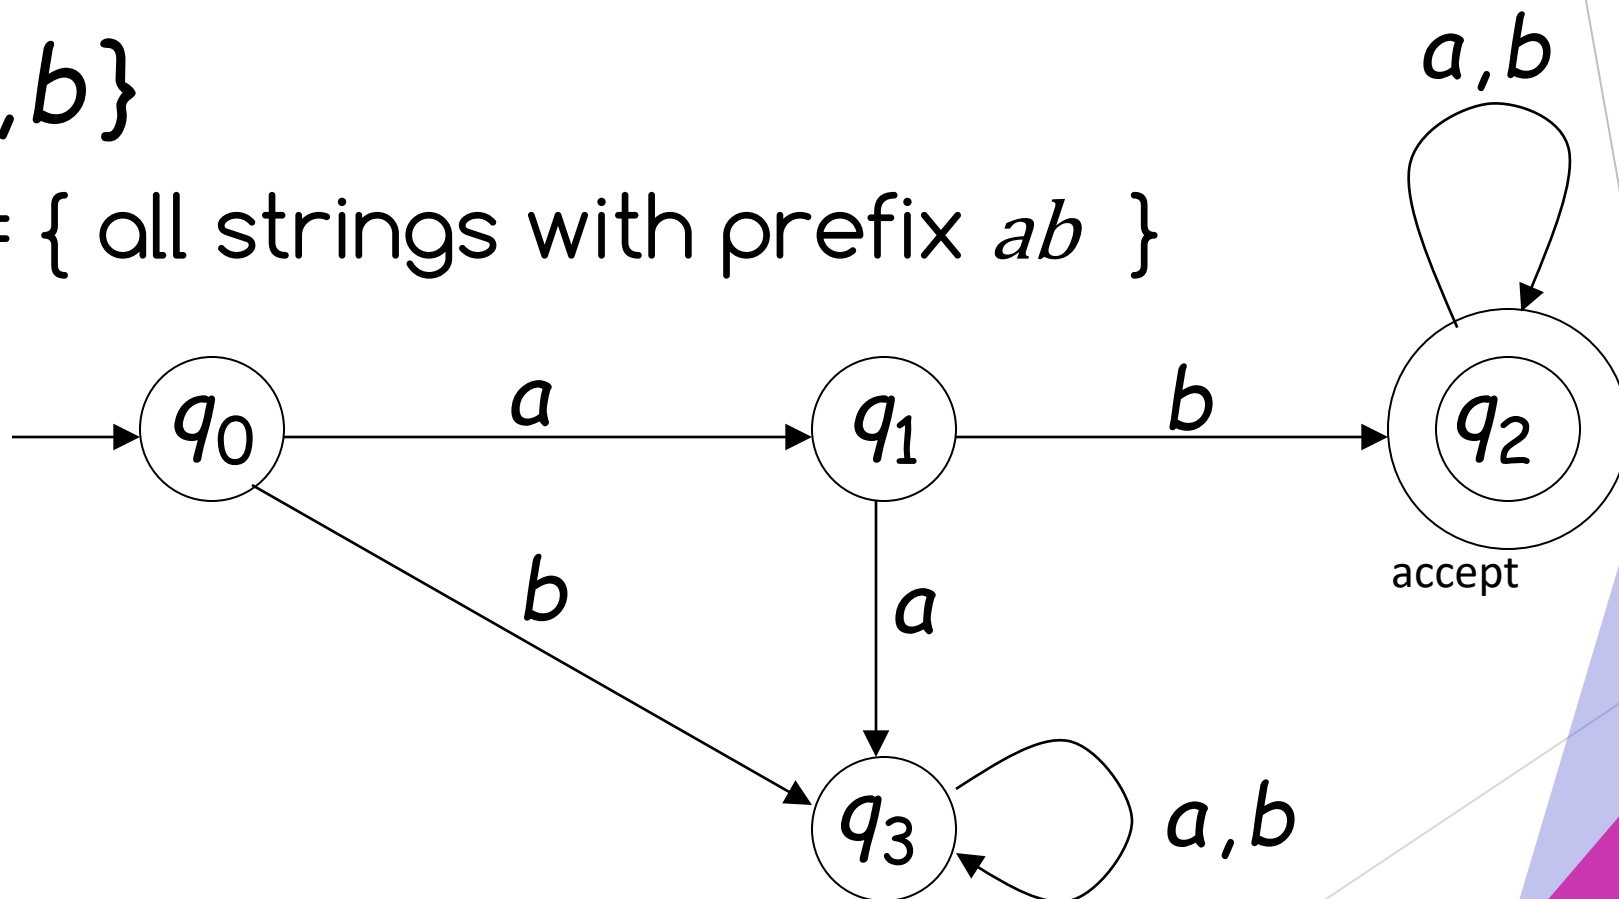 ,b}
= { all strings with prefix ab }
a,b
q0
a
q1
b
q2
accept
b
a
q3
a,b